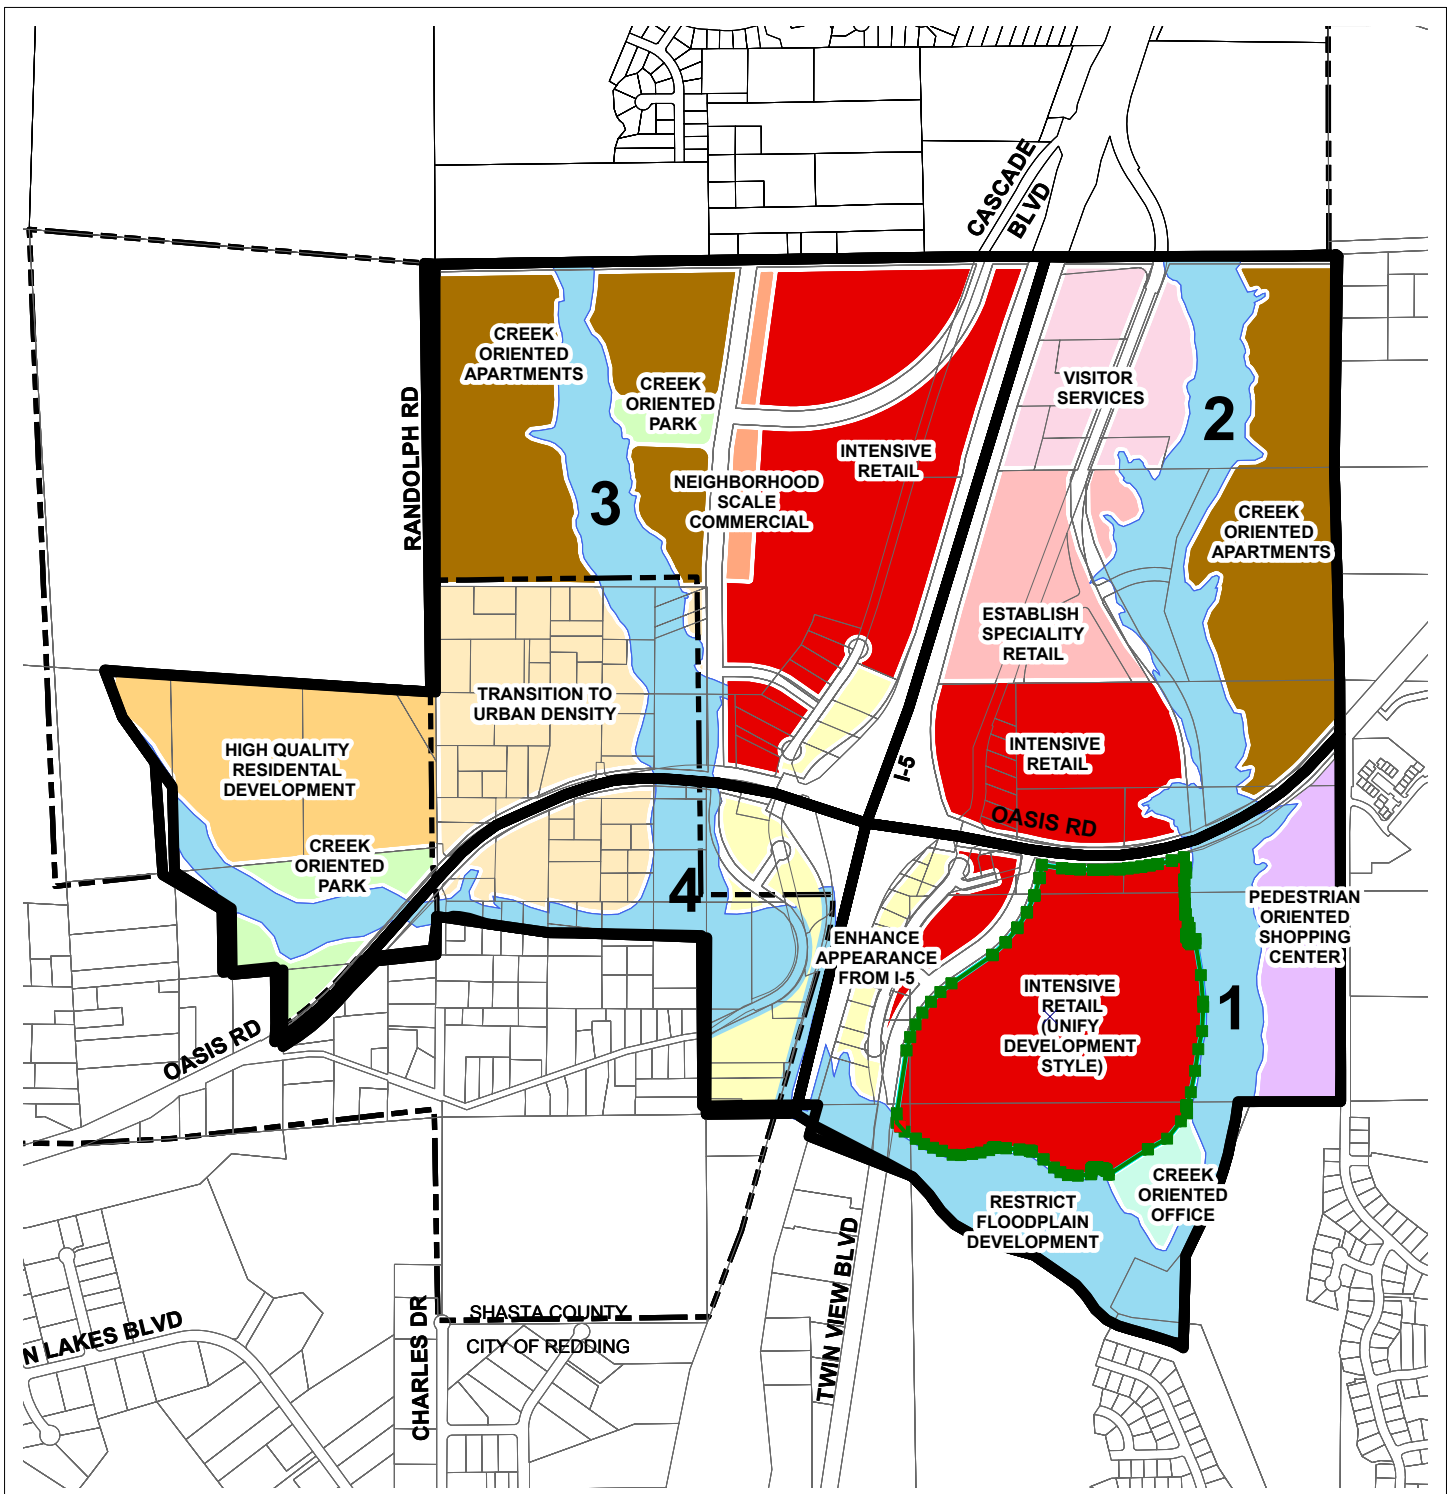 CASCADE
BLVD
CREEK
ORIENTED
APARTMENTS
CREEK
ORIENTED
PARK
VISITOR
SERVICES
2
RANDOLPH RD
INTENSIVE
RETAIL
NEIGHBORHOOD
SCALE
COMMERCIAL
3
CREEK
ORIENTED
APARTMENTS
ESTABLISH
SPECIALITY
RETAIL
TRANSITION TO
URBAN DENSITY
HIGH QUALITY
RESIDENTAL
DEVELOPMENT
INTENSIVE
RETAIL
I-5
OASIS RD
CREEK
ORIENTED
PARK
4
PEDESTRIAN
ORIENTED
SHOPPING
CENTER
ENHANCE
APPEARANCE
FROM I-5
INTENSIVE
RETAIL
(UNIFY
DEVELOPMENT
STYLE)
1
OASIS RD
CREEK
ORIENTED
OFFICE
RESTRICT
FLOODPLAIN
DEVELOPMENT
TWIN VIEW BLVD
SHASTA COUNTY
CITY OF REDDING
N LAKES BLVD
CHARLES DR